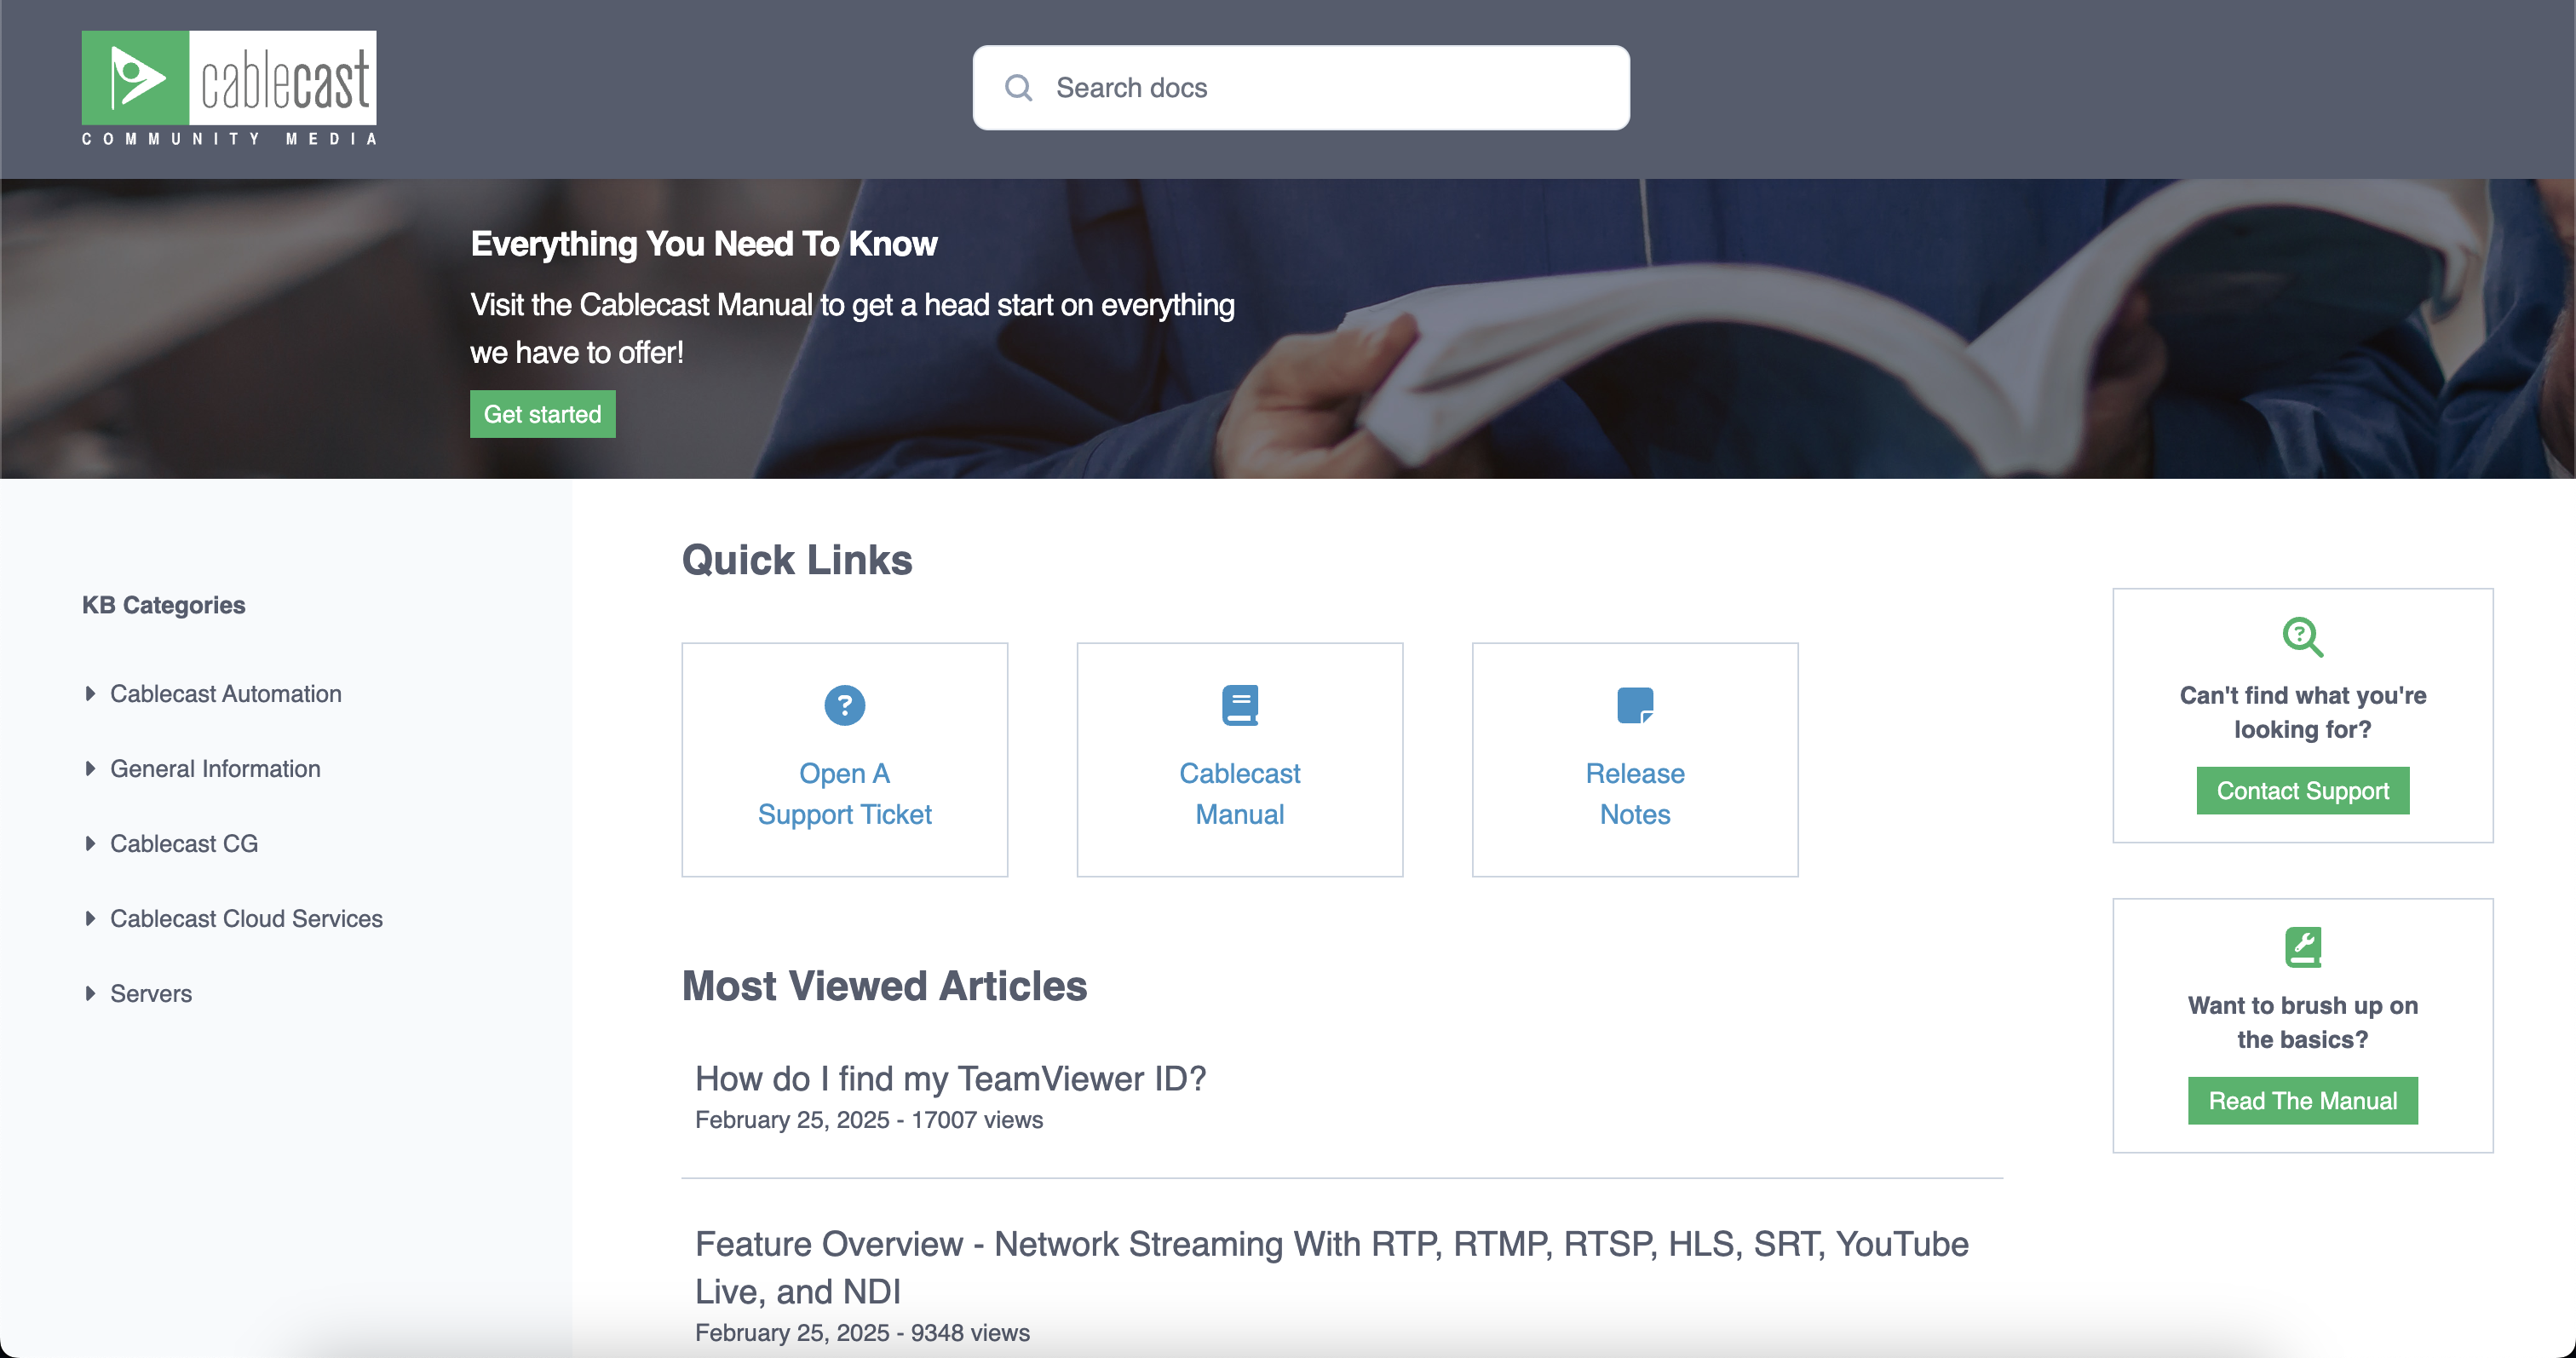 cablecast
COMMUNITY MEDIA
Search docs
Everything You Need To Know
Visit the Cablecast Manual to get a head start on everything
we have to offer!
Get started
KB Categories
Cablecast Automation
General Information
Cablecast CG
Cablecast Cloud Services
Servers
Quick Links
Open A
Support Ticket
Cablecast
Manual
Release
Notes
Most Viewed Articles
How do I find my TeamViewer ID?
February 25, 2025 - 17007 views
Feature Overview - Network Streaming With RTP, RTMP, RTSP, HLS, SRT, YouTube
Live, and NDI
February 25, 2025 - 9348 views
Can't find what you're
looking for?
Contact Support
Want to brush up on
the basics?
Read The Manual